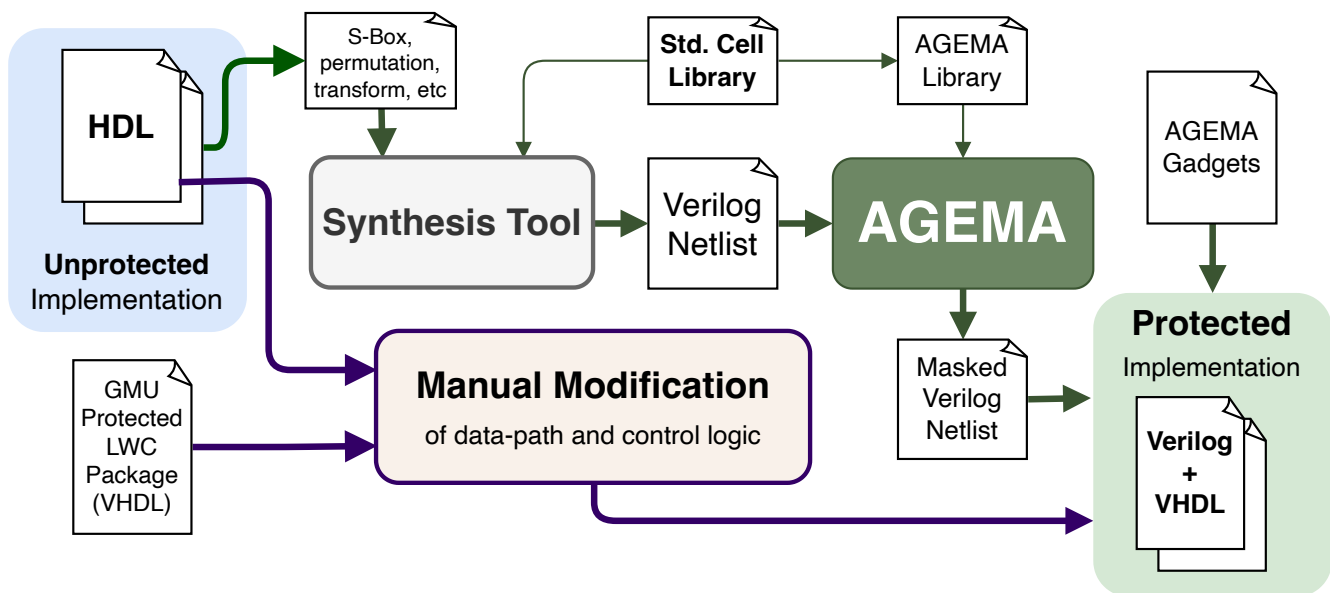 S-Box,
permutation,
transform, etc
Std. Cell
Library
AGEMA
Library
HDL
AGEMA
Gadgets
Synthesis Tool
Verilog
Netlist
AGEMA
Unprotected
Implementation
Protected
Implementation
GMU
Protected
LWC
Package
(VHDL)
Manual Modification
of data-path and control logic
Masked
Verilog
Netlist
Verilog
+
VHDL